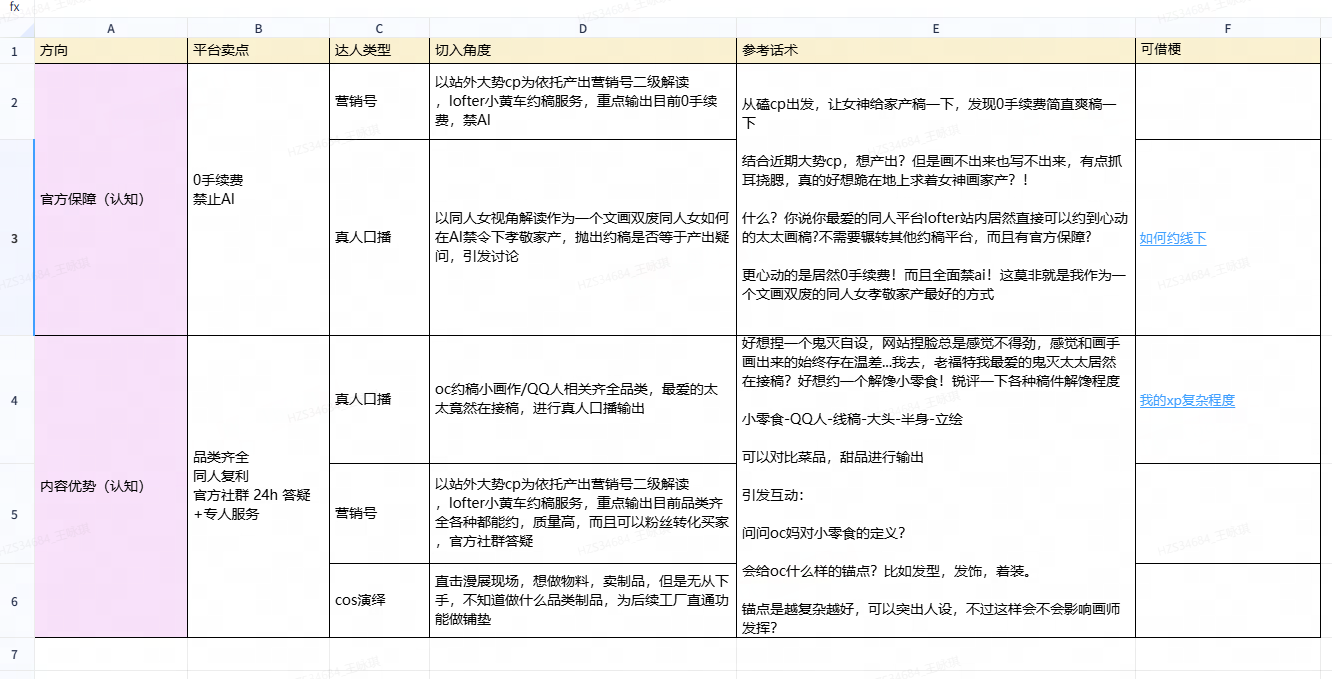 fx
A B C D E F
1 方向 平台卖点 达人类型 切入角度 参考话术 可借梗
2
3
4
5
6
7
官方保障（认知）
0手续费
禁止AI
营销号
以站外大势cp为依托产出营销号二级解读
，lofter小黄车约稿服务，重点输出目前0手续
费，禁AI
真人口播
以同人女视角解读作为一个文画双废同人女如何
在AI禁令下孝敬家产，抛出约稿是否等于产出疑
问，引发讨论
从磕cp出发，让女神给家产稿一下，发现0手续费简直爽稿一
下
结合近期大势cp，想产出？但是画不出来也写不出来，有点抓
耳挠腮，真的好想跪在地上求着女神画家产？！
什么？你说你最爱的同人平台lofter站内居然直接可以约到心动
的太太画稿?不需要辗转其他约稿平台，而且有官方保障?
更心动的是居然0手续费！而且全面禁ai！这莫非就是我作为一
个文画双废的同人女孝敬家产最好的方式
如何约线下
内容优势（认知）
品类齐全
同人复利
官方社群 24h 答疑
+专人服务
真人口播
oc约稿小画作/QQ人相关齐全品类，最爱的太
太竟然在接稿，进行真人口播输出
营销号
以站外大势cp为依托产出营销号二级解读
，lofter小黄车约稿服务，重点输出目前品类齐
全各种都能约，质量高，而且可以粉丝转化买家
，官方社群答疑
cos演绎
直击漫展现场，想做物料，卖制品，但是无从下
手，不知道做什么品类制品，为后续工厂直通功
能做铺垫
好想捏一个鬼灭自设，网站捏脸总是感觉不得劲，感觉和画手
画出来的始终存在温差...我去，老福特我最爱的鬼灭太太居然
在接稿？好想约一个解馋小零食！锐评一下各种稿件解馋程度
小零食-QQ人-线稿-大头-半身-立绘
可以对比菜品，甜品进行输出
引发互动：
问问oc妈对小零食的定义？
会给oc什么样的锚点？比如发型，发饰，着装。
锚点是越复杂越好，可以突出人设，不过这样会不会影响画师
发挥？
我的xp复杂程度